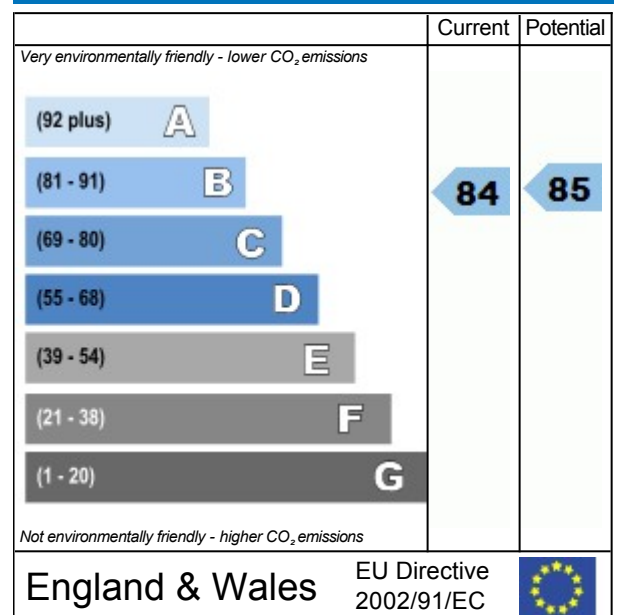 Current Potential
Very environmentally friendly - lower CO₂ emissions
(92 plus) A
(81 - 91) B 84 85
(69 - 80) C
(55 - 68) D
(39 - 54) E
(21 - 38) F
(1 - 20) G
Not environmentally friendly - higher CO₂ emissions
England & Wales
EU Directive
2002/91/EC